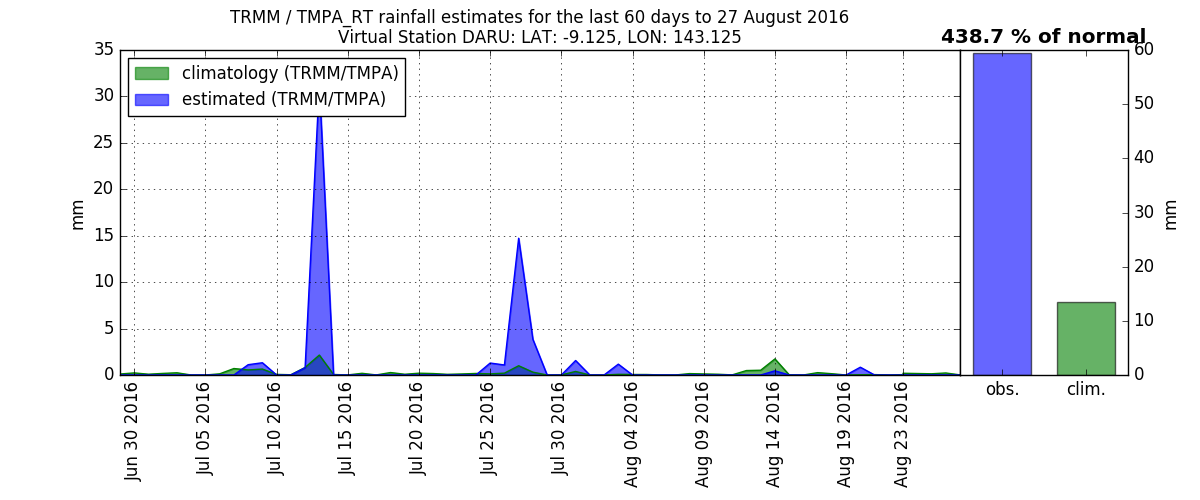 TRMM / TMPA_RT rainfall estimates for the last 60 days to 27 August 2016
Virtual Station DARU: LAT: -9.125, LON: 143.125
438.7 % of normal
climatology (TRMM/TMPA)
estimated (TRMM/TMPA)
35
30
25
20
15
10
5
0
mm
Jun 30 2016
Jul 05 2016
Jul 10 2016
Jul 15 2016
Jul 20 2016
Jul 25 2016
Jul 30 2016
Aug 04 2016
Aug 09 2016
Aug 14 2016
Aug 19 2016
Aug 23 2016
60
50
40
30
20
10
0
mm
obs.
clim.